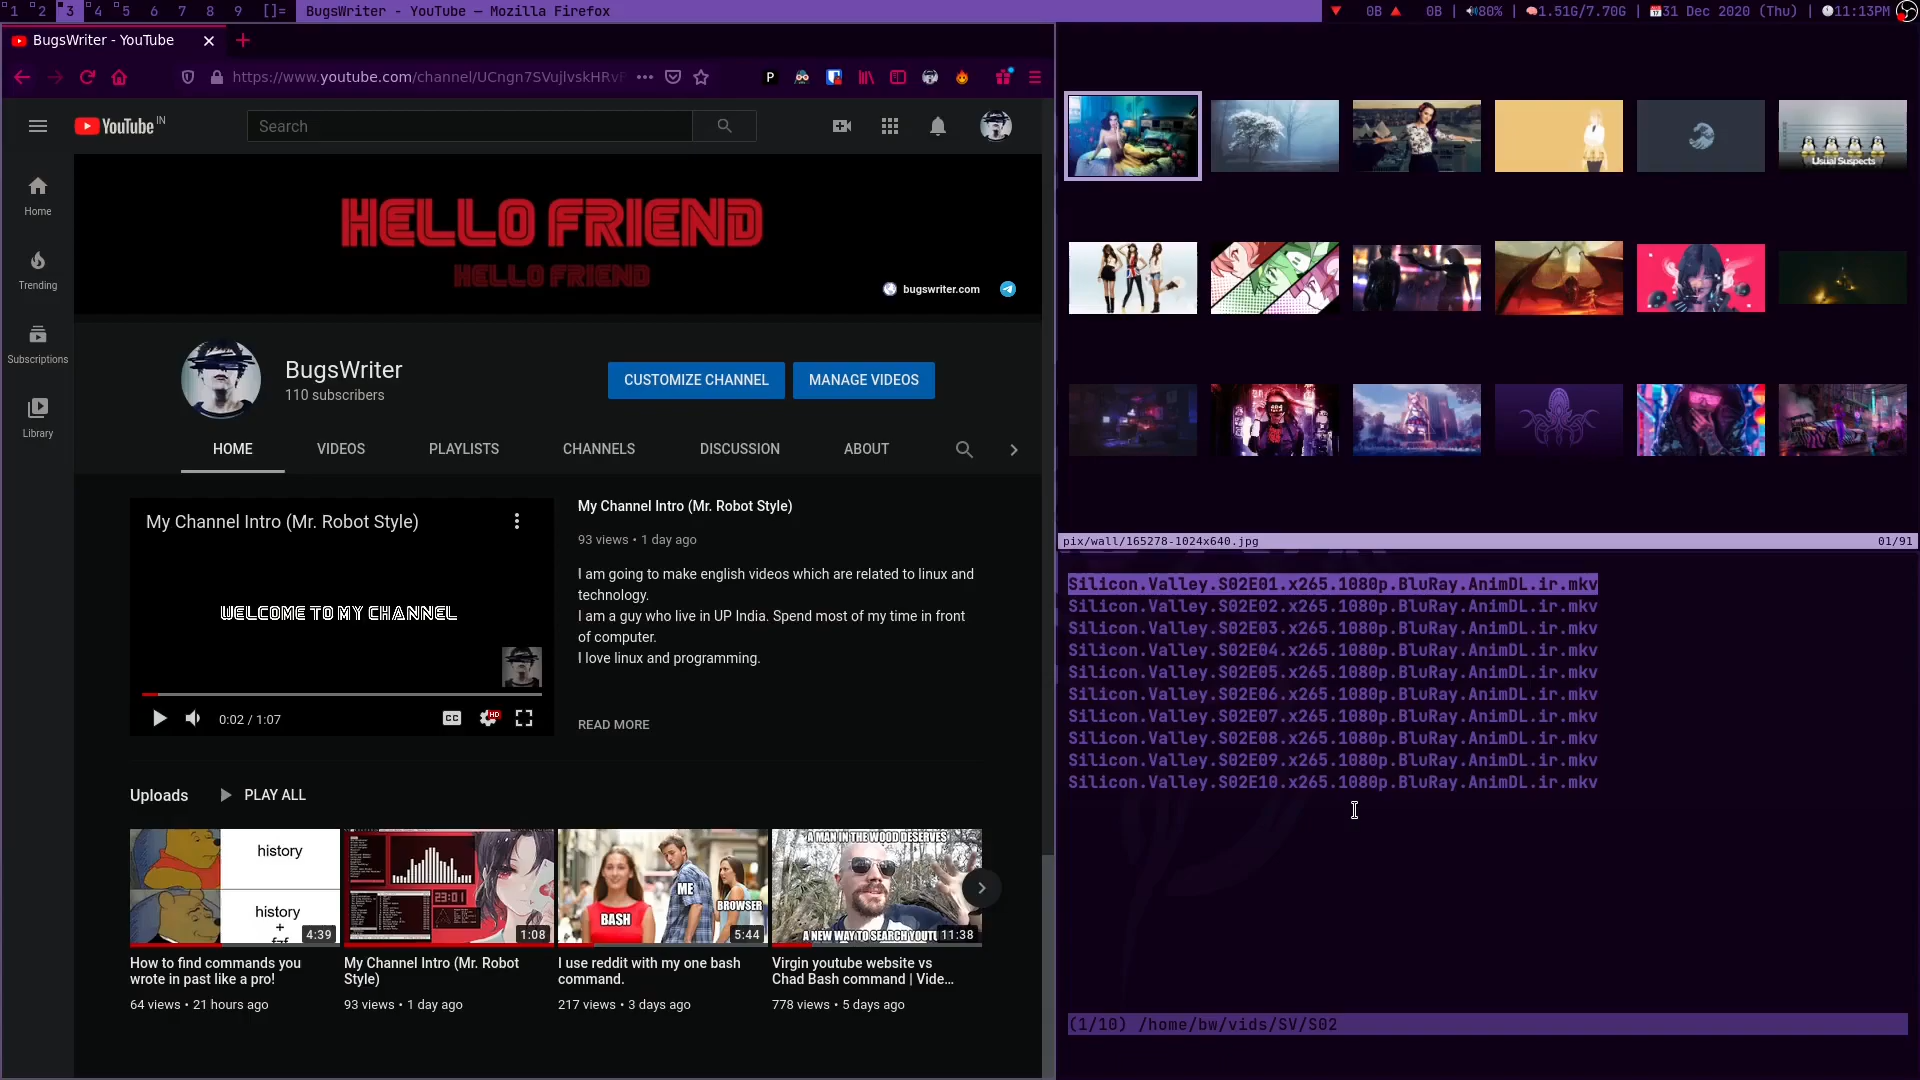 1 2 3 4 5 6 7 8 9 []= BugsWriter - YouTube — Mozilla Firefox
0B 0B | 80% | 1.51G/7.70G | 31 Dec 2020 (Thu) | 11:13PM
BugsWriter - YouTube
https://www.youtube.com/channel/UCngn7SVujlvskHRvF
YouTube IN
Search
Home
Trending
Subscriptions
Library
HELLO FRIEND
HELLO FRIEND
bugswriter.com
BugsWriter
110 subscribers
CUSTOMIZE CHANNEL
MANAGE VIDEOS
HOME VIDEOS PLAYLISTS CHANNELS DISCUSSION ABOUT
My Channel Intro (Mr. Robot Style)
WELCOME TO MY CHANNEL
0:02 / 1:07
CC
HD
My Channel Intro (Mr. Robot Style)
93 views • 1 day ago
I am going to make english videos which are related to linux and
technology.
I am a guy who live in UP India. Spend most of my time in front
of computer.
I love linux and programming.
READ MORE
Uploads
PLAY ALL
history
history
+
fzf
4:39
How to find commands you
wrote in past like a pro!
64 views • 21 hours ago
23:01
1:08
My Channel Intro (Mr. Robot
Style)
93 views • 1 day ago
BASH
ME
BROWSER
5:44
I use reddit with my one bash
command.
217 views • 3 days ago
A MAN IN THE WOOD DESERVES
A NEW WAY TO SEARCH YOUTU
11:38
Virgin youtube website vs
Chad Bash command | Vide…
778 views • 5 days ago
Usual Suspects
pix/wall/165278-1024x640.jpg
01/91
Silicon.Valley.S02E01.x265.1080p.BluRay.AnimDL.ir.mkv
Silicon.Valley.S02E02.x265.1080p.BluRay.AnimDL.ir.mkv
Silicon.Valley.S02E03.x265.1080p.BluRay.AnimDL.ir.mkv
Silicon.Valley.S02E04.x265.1080p.BluRay.AnimDL.ir.mkv
Silicon.Valley.S02E05.x265.1080p.BluRay.AnimDL.ir.mkv
Silicon.Valley.S02E06.x265.1080p.BluRay.AnimDL.ir.mkv
Silicon.Valley.S02E07.x265.1080p.BluRay.AnimDL.ir.mkv
Silicon.Valley.S02E08.x265.1080p.BluRay.AnimDL.ir.mkv
Silicon.Valley.S02E09.x265.1080p.BluRay.AnimDL.ir.mkv
Silicon.Valley.S02E10.x265.1080p.BluRay.AnimDL.ir.mkv
(1/10) /home/bw/vids/SV/S02